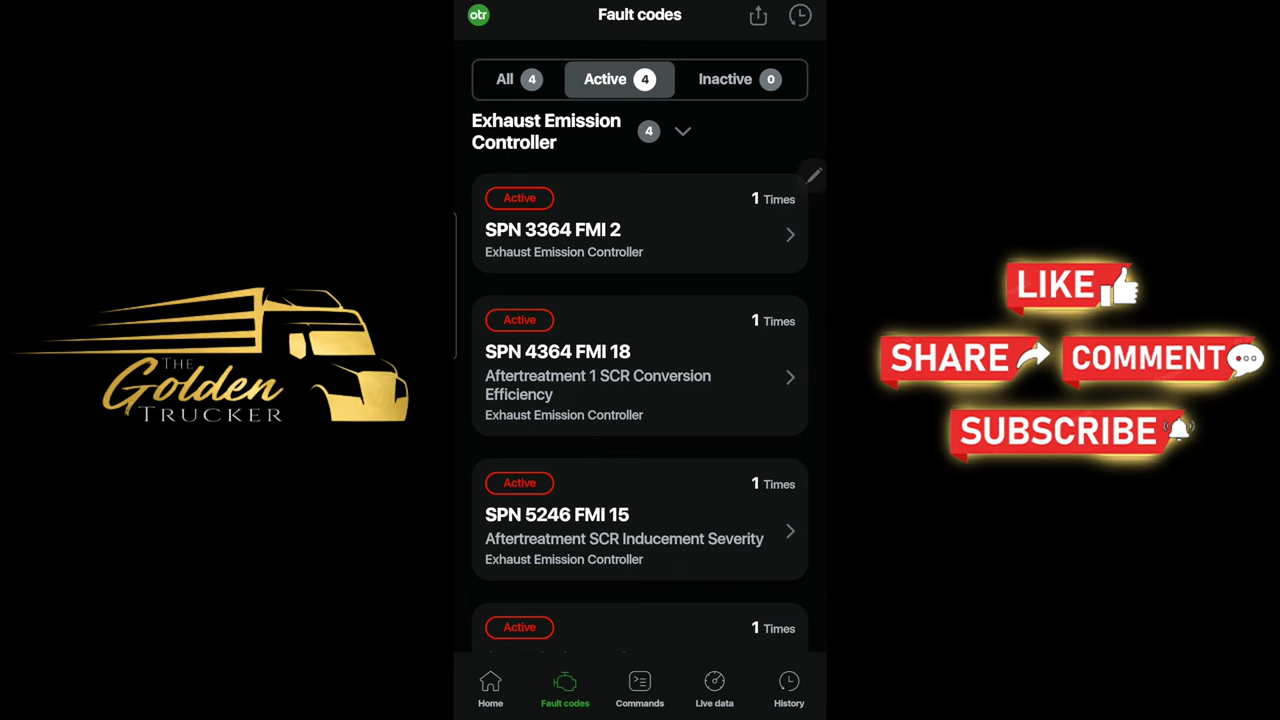 otr
Fault codes
All 4
Active 4
Inactive 0
Exhaust Emission
Controller
4
Active
1 Times
SPN 3364 FMI 2
Exhaust Emission Controller
Active
1 Times
SPN 4364 FMI 18
Aftertreatment 1 SCR Conversion
Efficiency
Exhaust Emission Controller
Active
1 Times
SPN 5246 FMI 15
Aftertreatment SCR Inducement Severity
Exhaust Emission Controller
Active
1 Times
Home
Fault codes
Commands
Live data
History
THE
Golden
TRUCKER
LIKE
SHARE
COMMENT
SUBSCRIBE